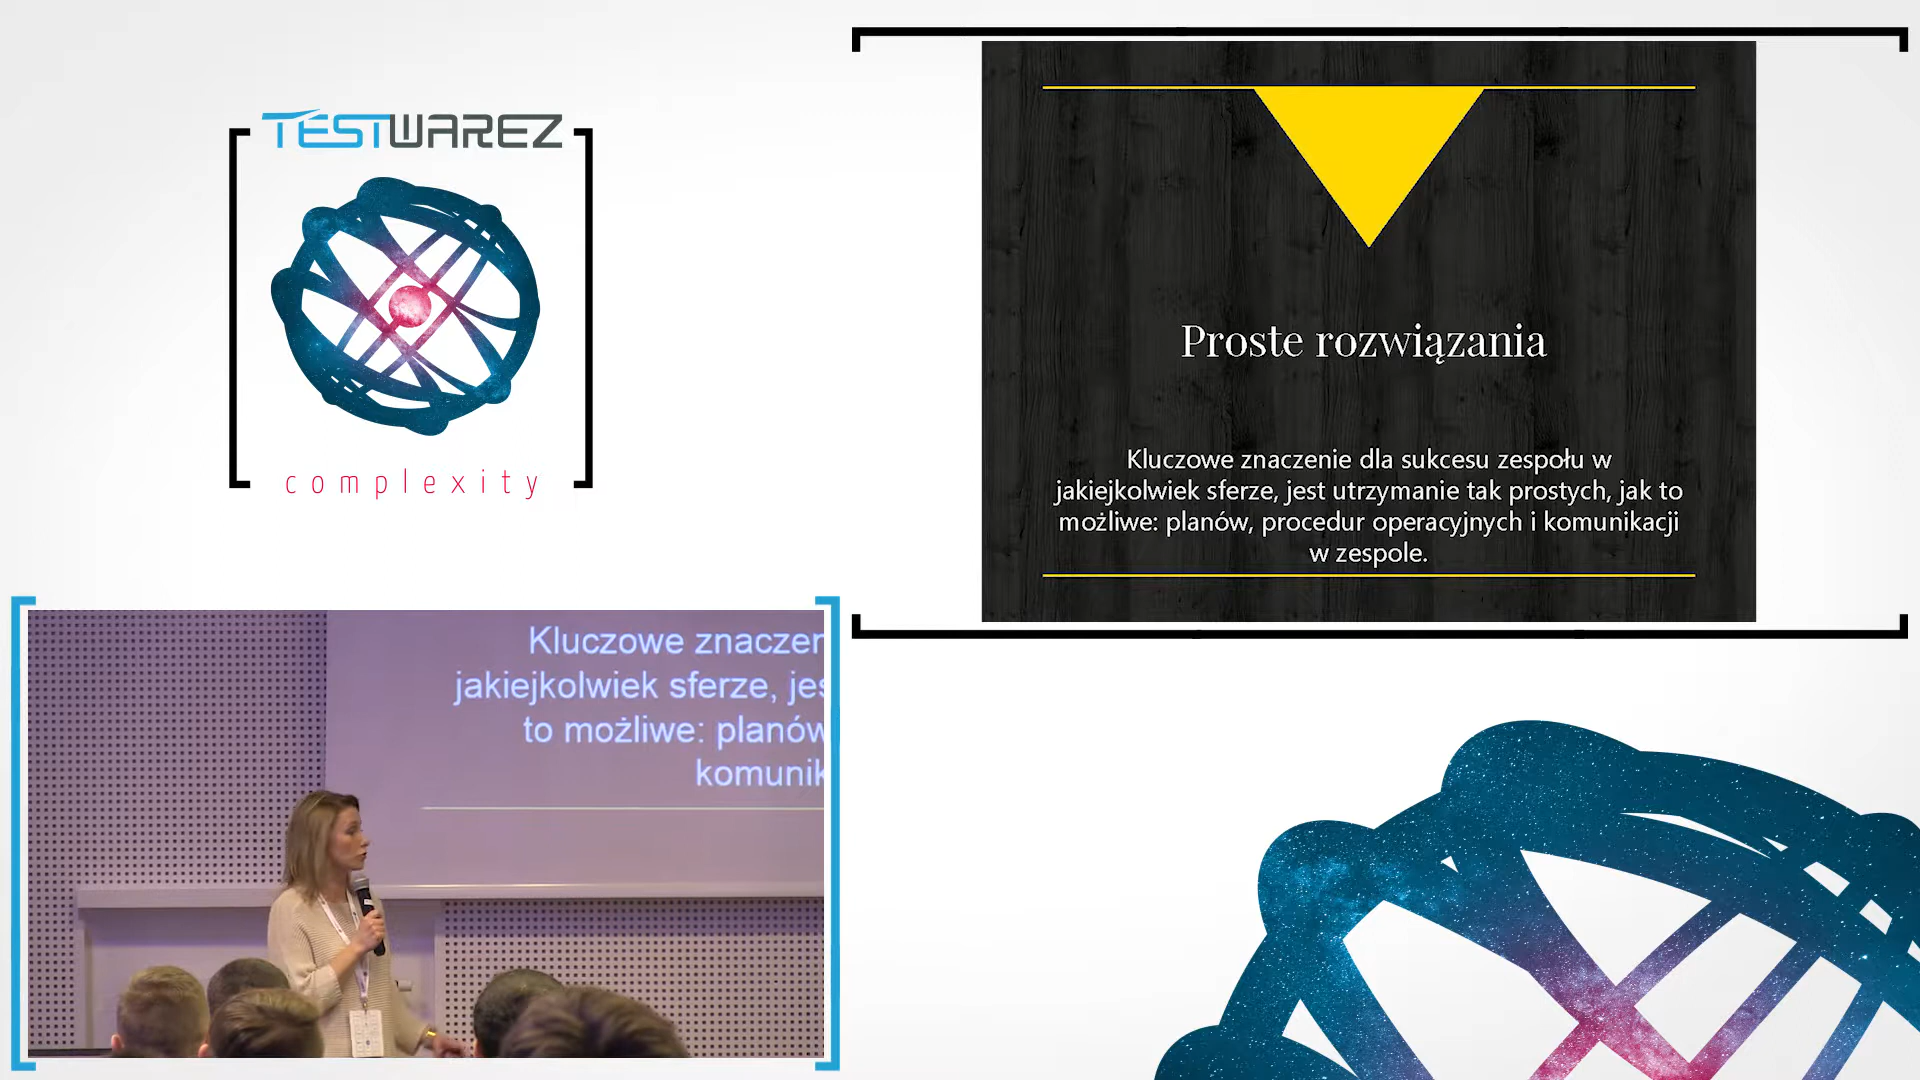 TESTWAREZ
complexity
Proste rozwiązania
Kluczowe znaczenie dla sukcesu zespołu w
jakiejkolwiek sferze, jest utrzymanie tak prostych, jak to
możliwe: planów, procedur operacyjnych i komunikacji
w zespole.
Kluczowe znaczen
jakiejkolwiek sferze, jes
to możliwe: planów
komunik